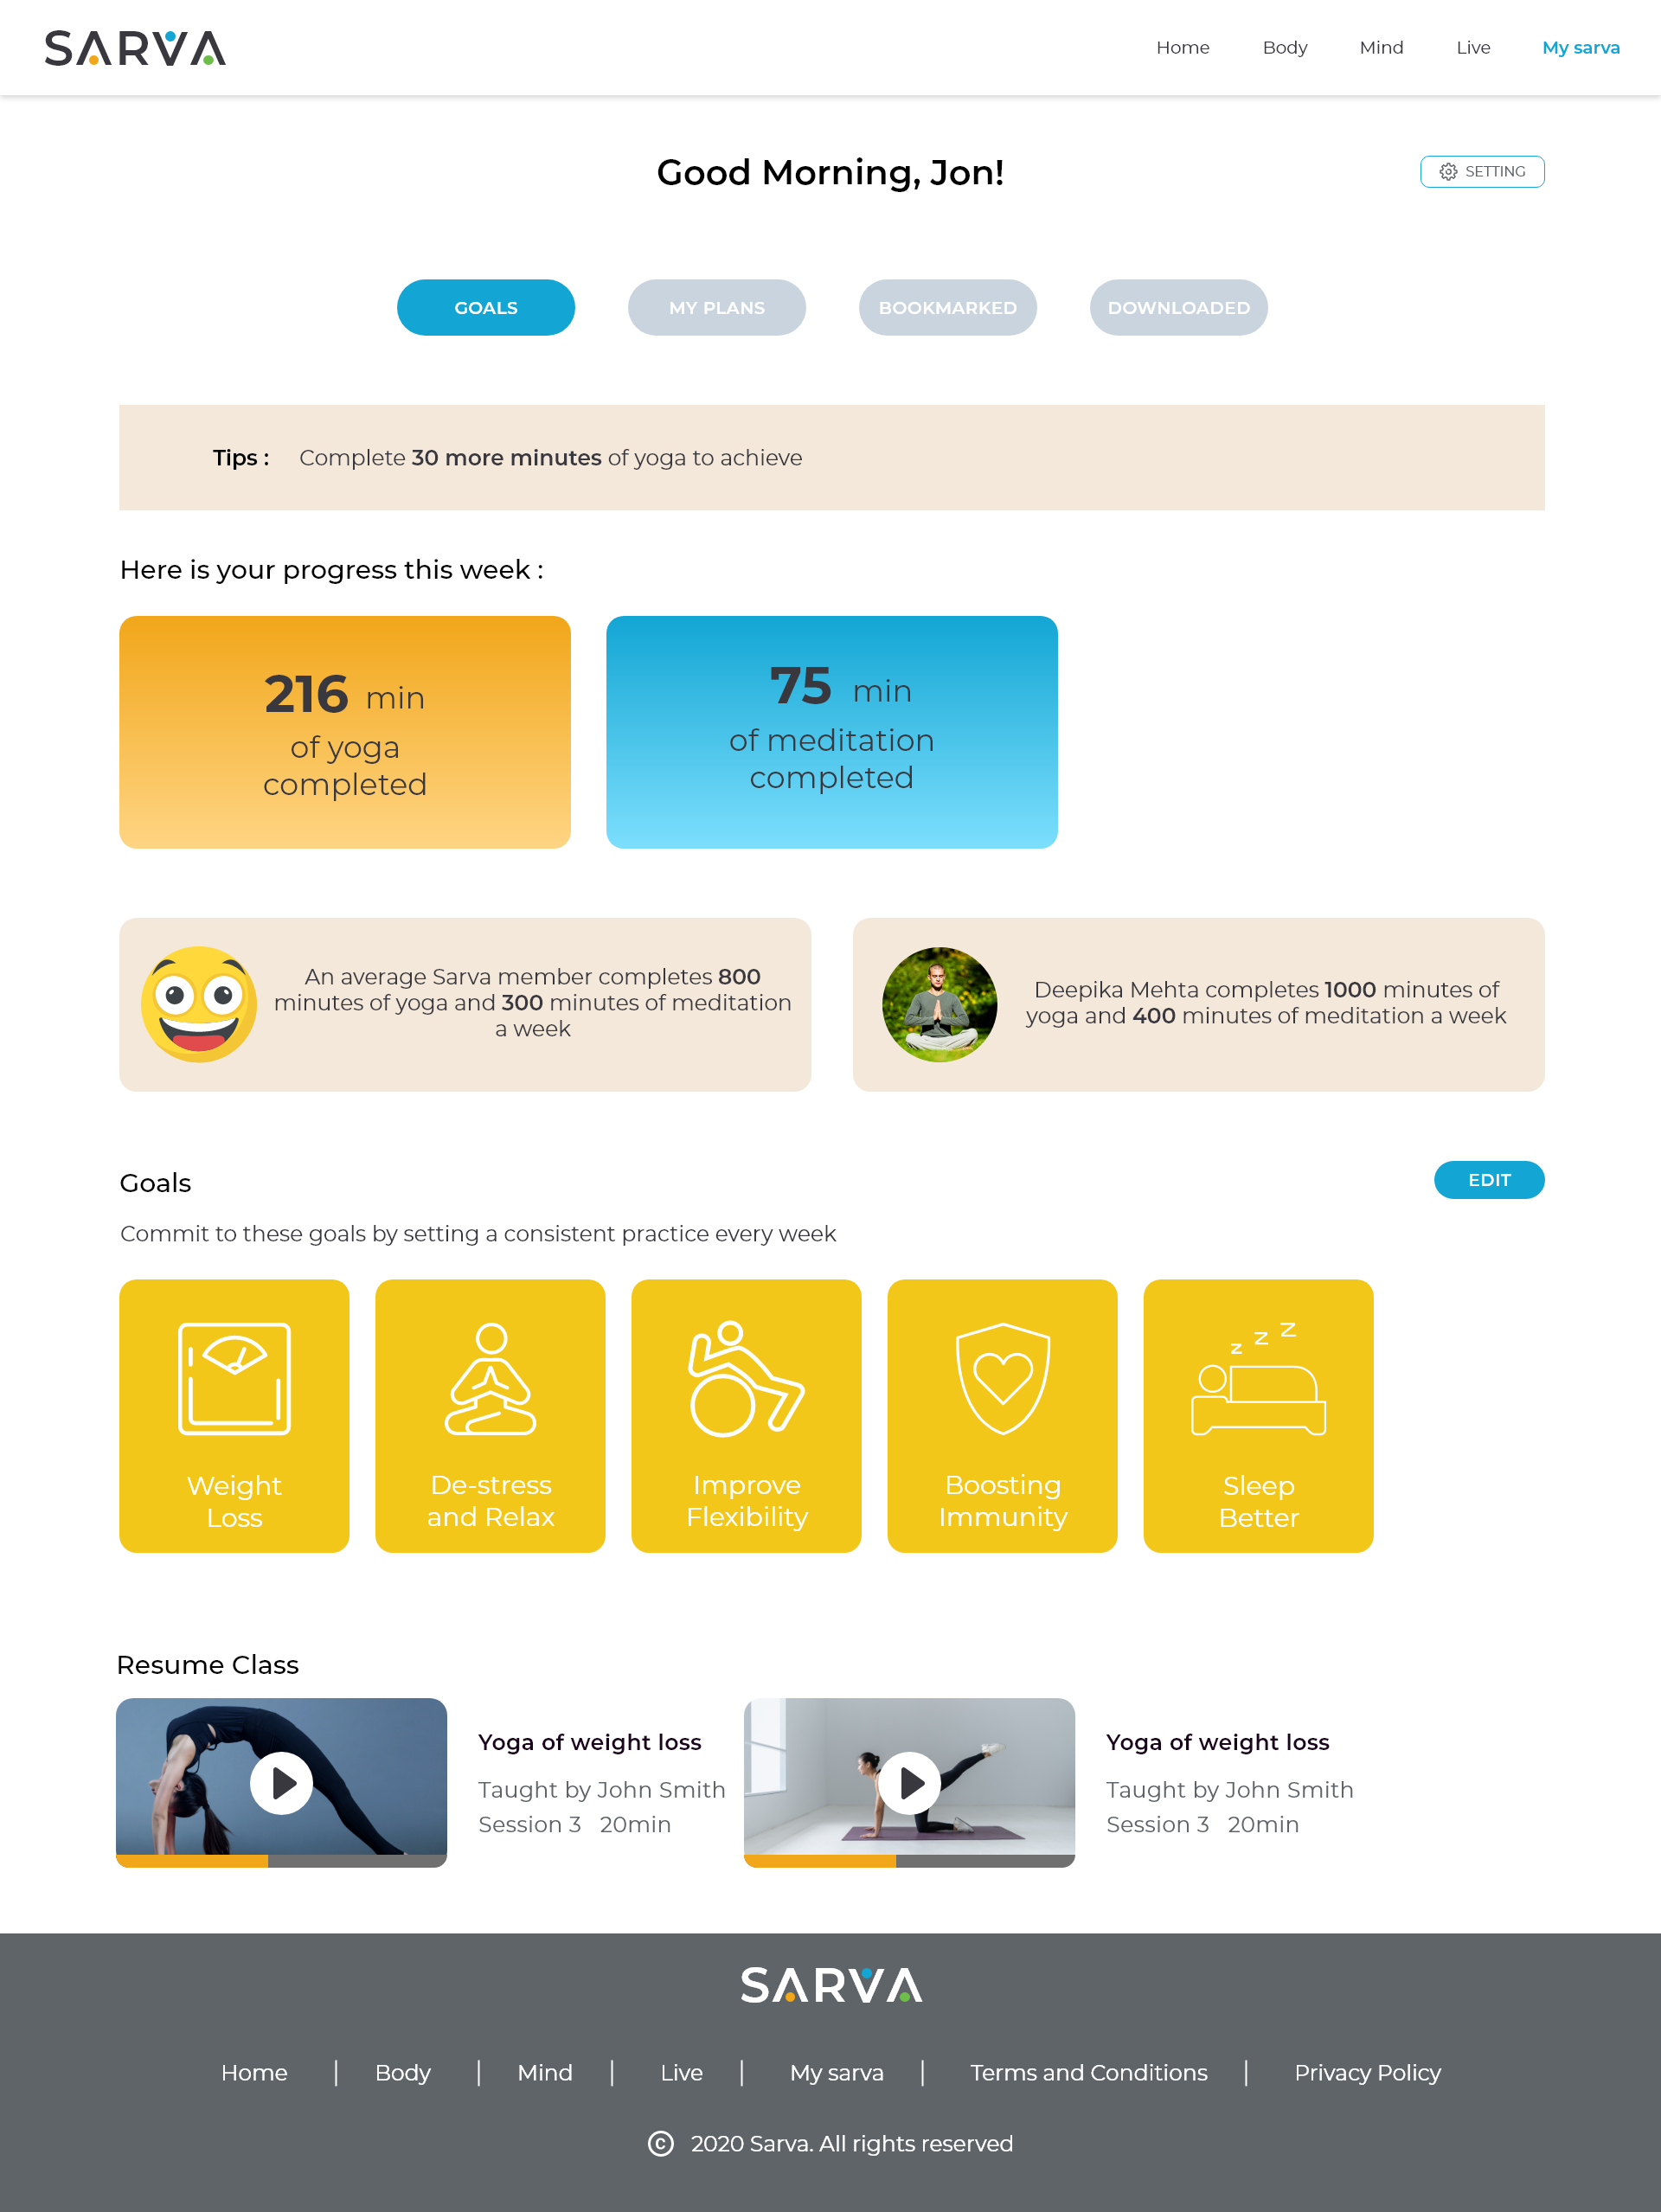 SARVA
Home
Body
Mind
Live
My sarva
Good Morning, Jon!
SETTING
GOALS
MY PLANS
BOOKMARKED
DOWNLOADED
Tips : Complete 30 more minutes of yoga to achieve
Here is your progress this week :
216 min
of yoga
completed
75 min
of meditation
completed
An average Sarva member completes 800
minutes of yoga and 300 minutes of meditation
a week
Deepika Mehta completes 1000 minutes of
yoga and 400 minutes of meditation a week
Goals
EDIT
Commit to these goals by setting a consistent practice every week
Weight
Loss
De-stress
and Relax
Improve
Flexibility
Boosting
Immunity
z z z
Sleep
Better
Resume Class
Yoga of weight loss
Taught by John Smith
Session 3 20min
Yoga of weight loss
Taught by John Smith
Session 3 20min
SARVA
Home | Body | Mind | Live | My sarva | Terms and Conditions | Privacy Policy
© 2020 Sarva. All rights reserved